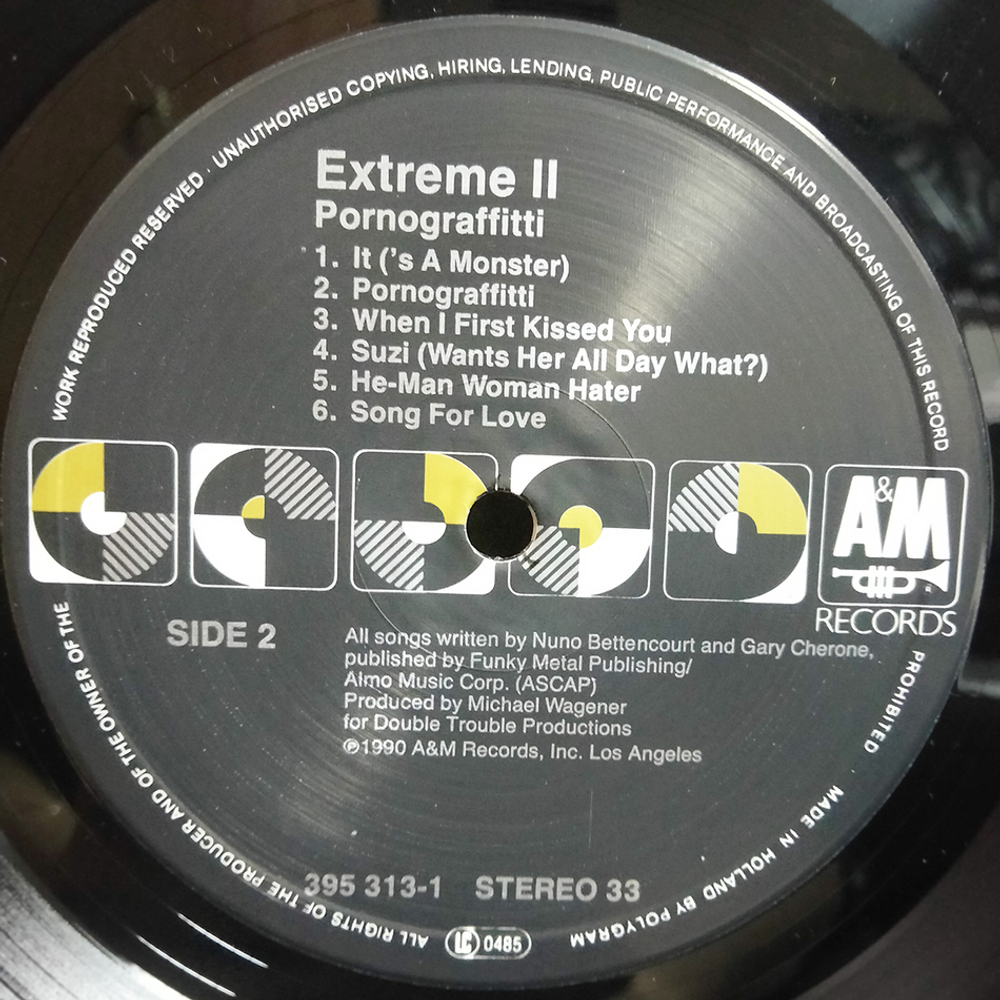 WORK REPRODUCED RESERVED · UNAUTHORISED COPYING, HIRING, LENDING, PUBLIC PERFORMANCE AND BROADCASTING OF THIS RECORD
Extreme II
Pornograffitti
1. It ('s A Monster)
2. Pornograffitti
3. When I First Kissed You
4. Suzi (Wants Her All Day What?)
5. He-Man Woman Hater
6. Song For Love
A&M
RECORDS
SIDE 2
All songs written by Nuno Bettencourt and Gary Cherone,
published by Funky Metal Publishing/
Almo Music Corp. (ASCAP)
Produced by Michael Wagener
for Double Trouble Productions
℗1990 A&M Records, Inc. Los Angeles
395 313-1 STEREO 33
PROHIBITED
MADE IN HOLLAND BY POLYGRAM
LC 0485
ALL RIGHTS OF THE PRODUCER AND OF THE OWNER OF THE